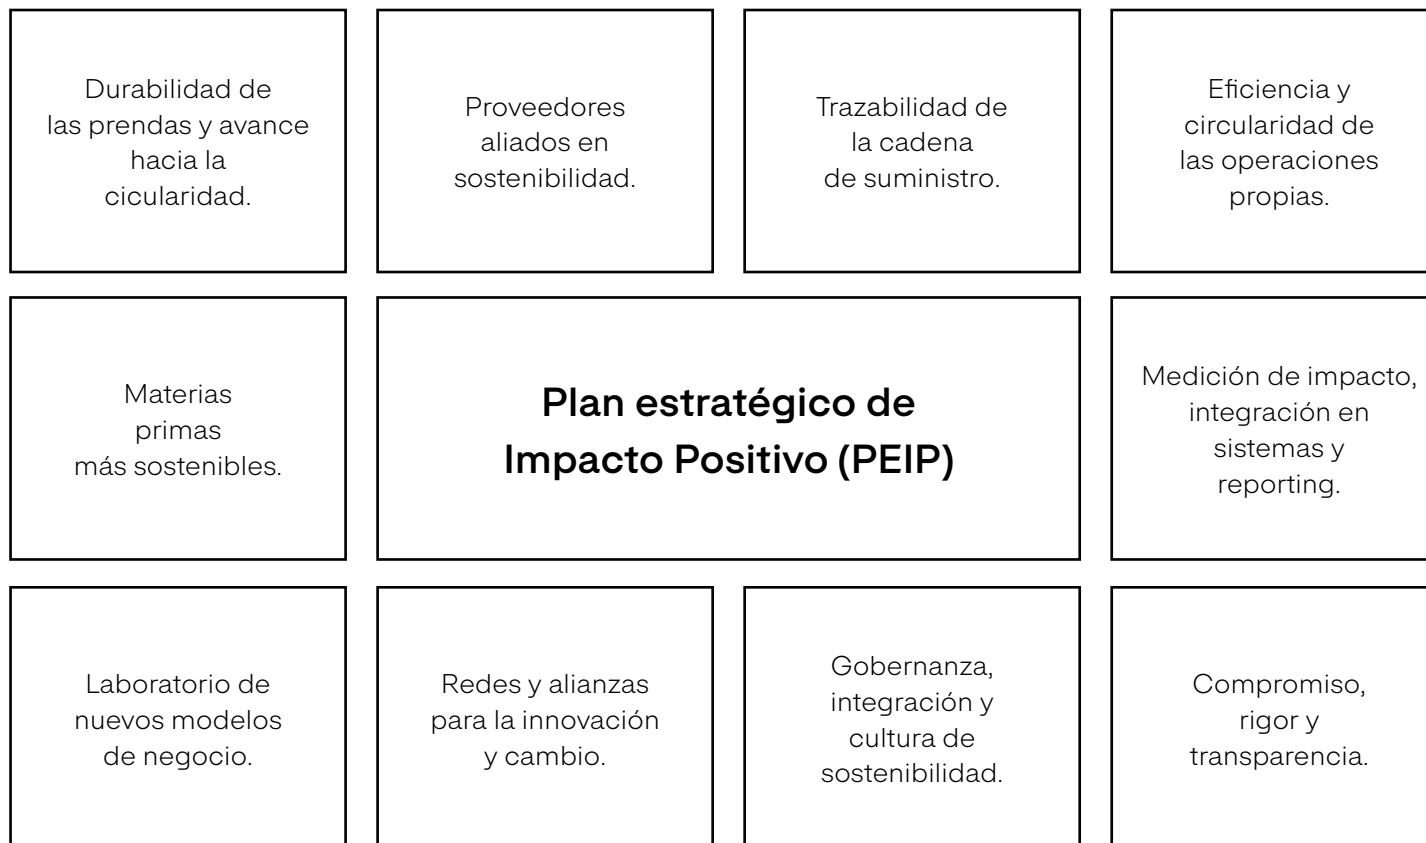 Durabilidad de
las prendas y avance
hacia la
cicularidad.
Proveedores
aliados en
sostenibilidad.
Trazabilidad de
la cadena
de suministro.
Eficiencia y
circularidad de
las operaciones
propias.
Materias
primas
más sostenibles.
Plan estratégico de
Impacto Positivo (PEIP)
Medición de impacto,
integración en
sistemas y
reporting.
Laboratorio de
nuevos modelos
de negocio.
Redes y alianzas
para la innovación
y cambio.
Gobernanza,
integración y
cultura de
sostenibilidad.
Compromiso,
rigor y
transparencia.